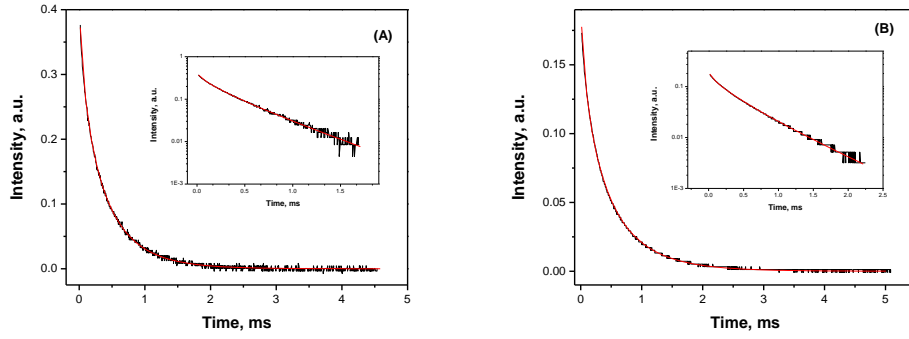 (A)
Intensity, a.u.
0.4
0.3
0.2
0.1
0.0
0 1 2 3 4 5
Time, ms
Intensity, a.u.
1
0.1
0.01
1E-3
0.0 0.5 1.0 1.5
Time, ms
(B)
Intensity, a.u.
0.15
0.10
0.05
0.00
0 1 2 3 4 5
Time, ms
Intensity, a.u.
0.1
0.01
1E-3
0.0 0.5 1.0 1.5 2.0 2.5
Time, ms